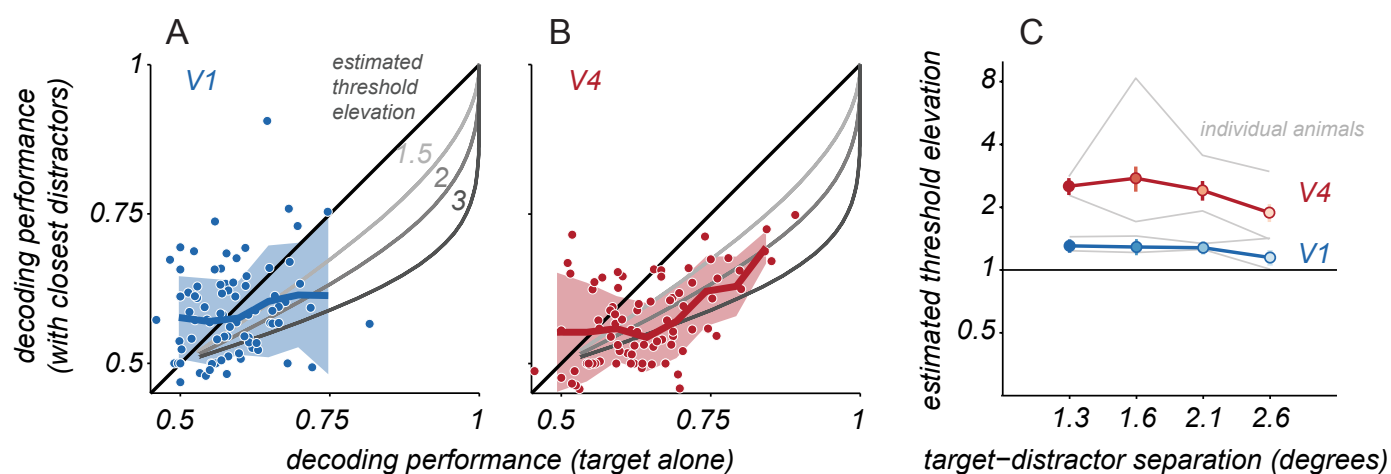 A
B
C
V1
V4
estimated
threshold
elevation
1.5
2
3
decoding performance
(with closest distractors)
1
0.75
0.5
0.5
0.75
1
0.5
0.75
1
decoding performance (target alone)
estimated threshold elevation
8
4
2
1
0.5
individual animals
V4
V1
1.3
1.6
2.1
2.6
target−distractor separation (degrees)